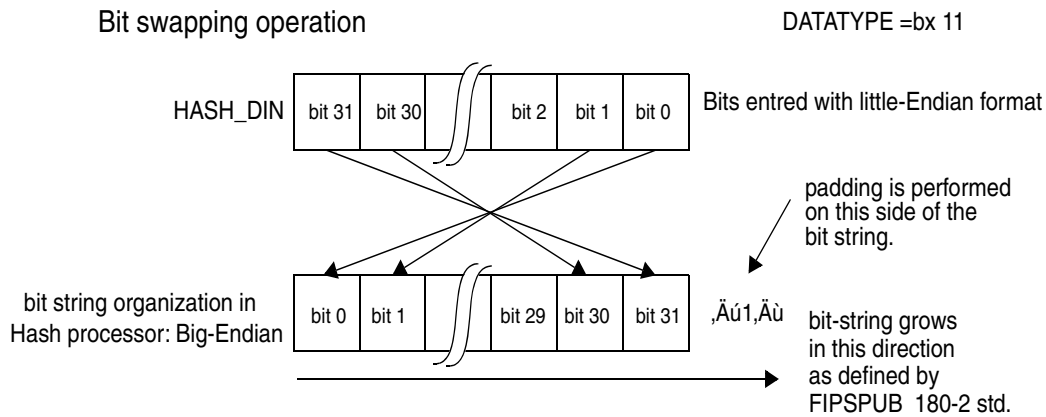 Bit swapping operation
DATATYPE =bx 11
HASH_DIN
bit 31 bit 30 bit 2 bit 1 bit 0
Bits entred with little-Endian format
padding is performed
on this side of the
bit string.
bit string organization in
Hash processor: Big-Endian
bit 0 bit 1 bit 29 bit 30 bit 31
‚Äú1‚Äù
bit-string grows
in this direction
as defined by
FIPSPUB 180-2 std.